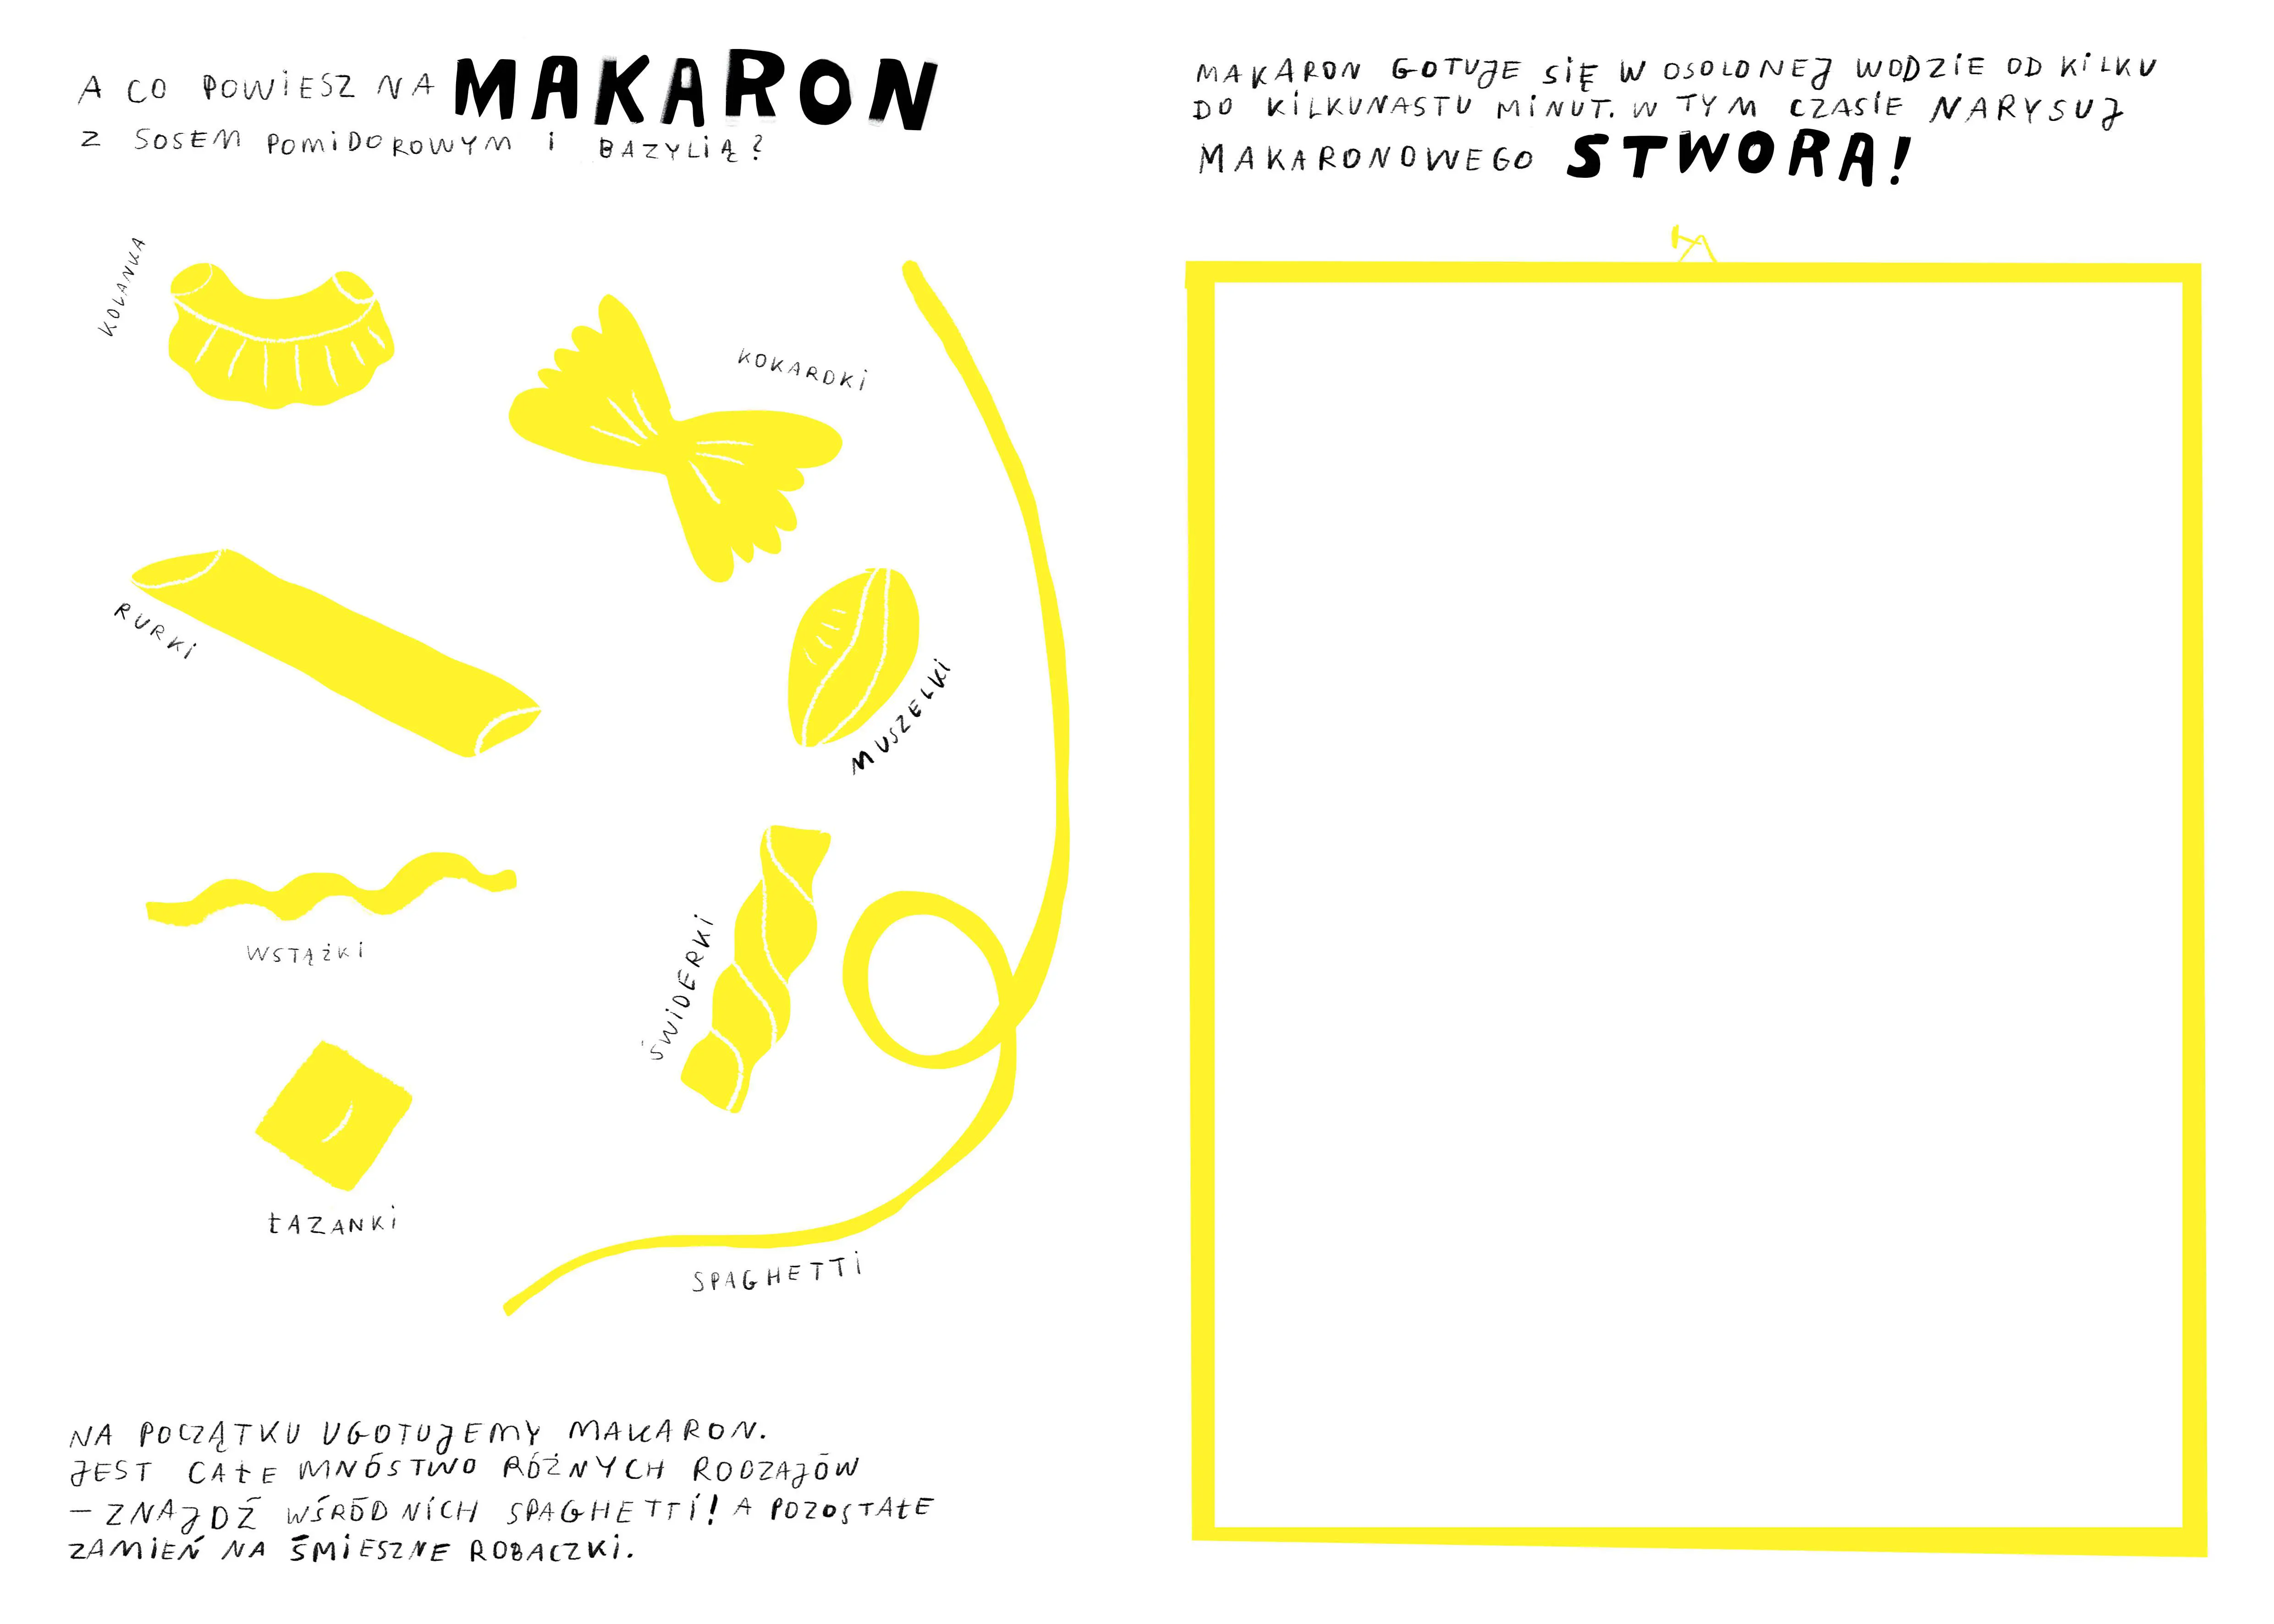 A CO POWIESZ NA MAKARON
Z SOSEM POMIDOROWYM I BAZYLIĄ?
KOLANKA
KOKARDKI
RURKI
MUSZELKI
WSTĄŻKI
ŚWIDERKI
ŁAZANKI
SPAGHETTI
NA POCZĄTKU UGOTUJEMY MAKARON.
JEST CAŁE MNÓSTWO RÓŻNYCH RODZAJÓW
– ZNAJDŹ WŚRÓD NICH SPAGHETTI! A POZOSTAŁE
ZAMIEŃ NA ŚMIESZNE ROBACZKI.
MAKARON GOTUJE SIĘ W OSOLONEJ WODZIE OD KILKU
DO KILKUNASTU MINUT. W TYM CZASIE NARYSUJ
MAKARONOWEGO STWORA!